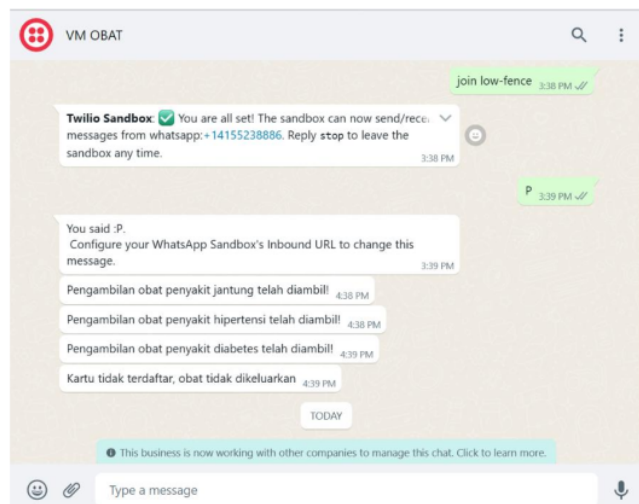 VM OBAT
join low-fence 3:38 PM
Twilio Sandbox: ✅ You are all set! The sandbox can now send/rece
messages from whatsapp:+14155238886. Reply stop to leave the
sandbox any time.
3:38 PM
P 3:39 PM
You said :P.
Configure your WhatsApp Sandbox's Inbound URL to change this
message.
3:39 PM
Pengambilan obat penyakit jantung telah diambil! 4:38 PM
Pengambilan obat penyakit hipertensi telah diambil! 4:38 PM
Pengambilan obat penyakit diabetes telah diambil! 4:39 PM
Kartu tidak terdaftar, obat tidak dikeluarkan 4:39 PM
TODAY
This business is now working with other companies to manage this chat. Click to learn more.
Type a message